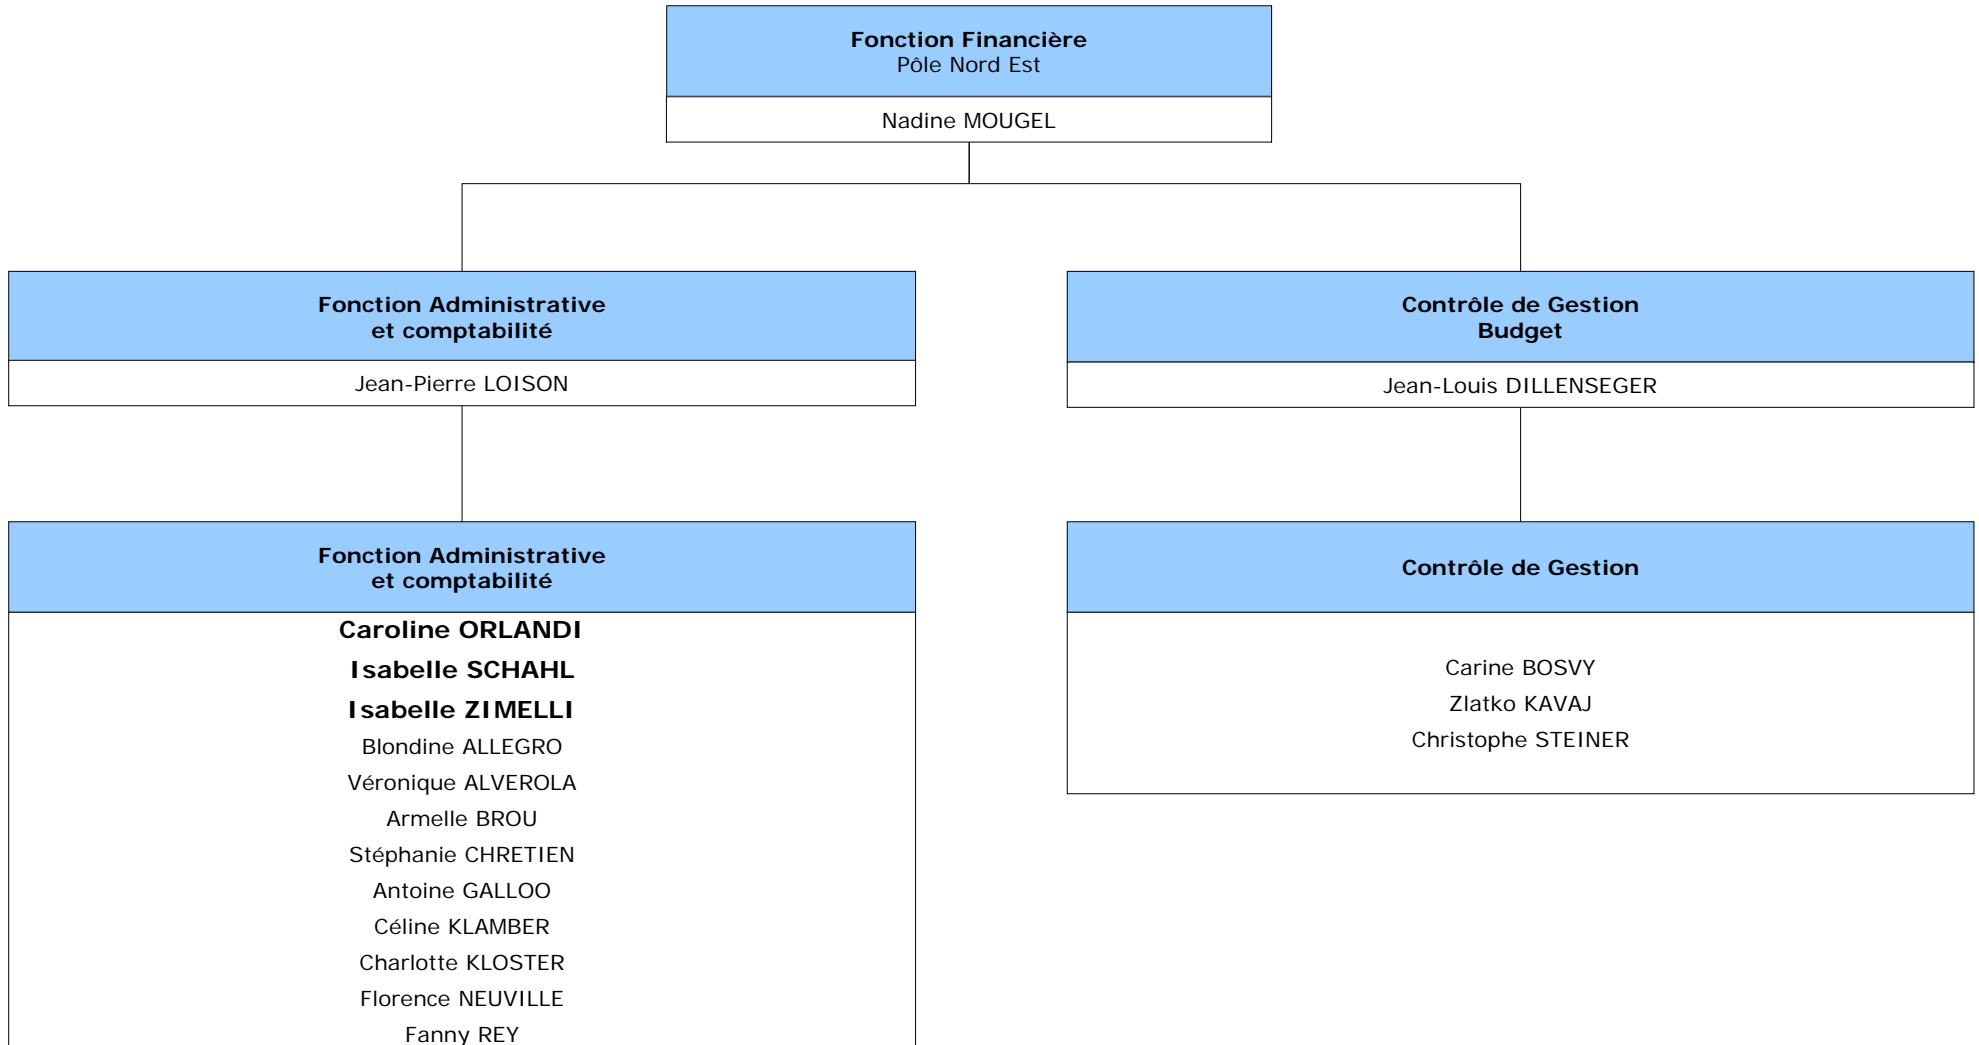 Fonction Financière
Pôle Nord Est
Nadine MOUGEL
Fonction Administrative
et comptabilité
Jean-Pierre LOISON
Contrôle de Gestion
Budget
Jean-Louis DILLENSEGER
Fonction Administrative
et comptabilité
Caroline ORLANDI
Isabelle SCHAHL
Isabelle ZIMELLI
Blondine ALLEGRO
Véronique ALVEROLA
Armelle BROU
Stéphanie CHRETIEN
Antoine GALLOO
Céline KLAMBER
Charlotte KLOSTER
Florence NEUVILLE
Fanny REY
Contrôle de Gestion
Carine BOSVY
Zlatko KAVAJ
Christophe STEINER